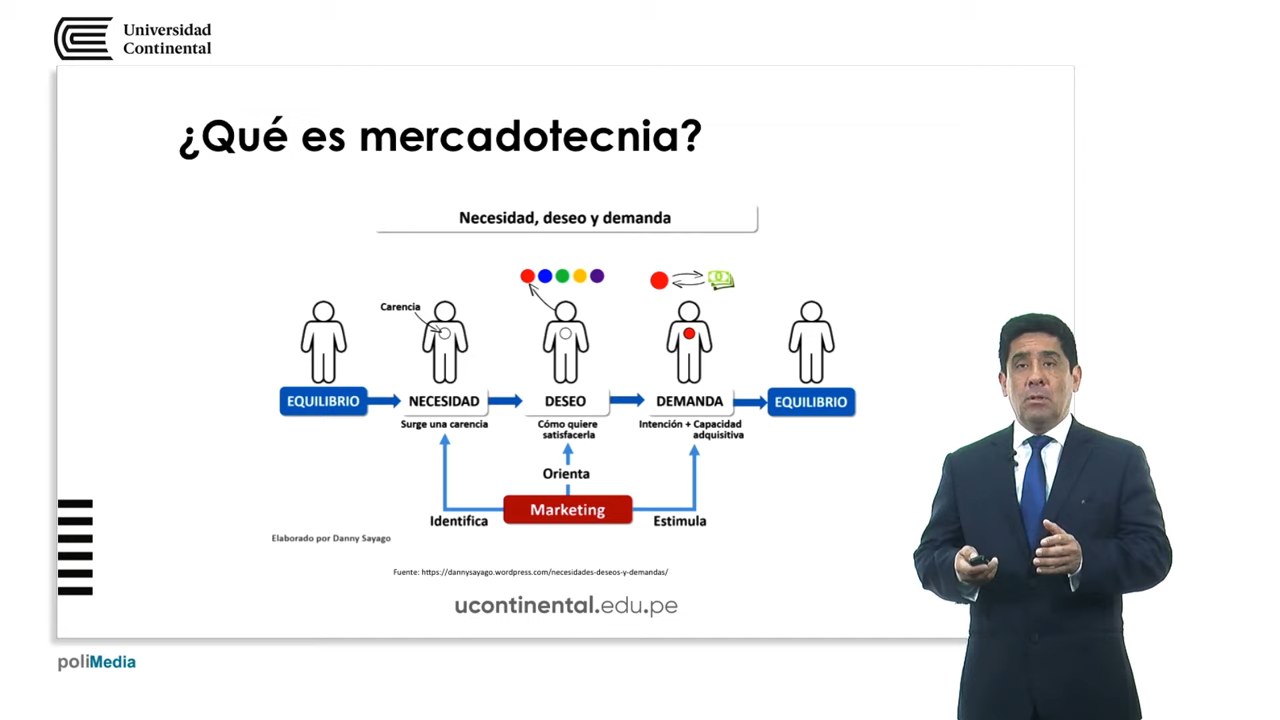 Universidad
Continental
¿Qué es mercadotecnia?
Necesidad, deseo y demanda
Carencia
EQUILIBRIO
NECESIDAD
DESEO
DEMANDA
EQUILIBRIO
Surge una carencia
Cómo quiere
satisfacerla
Intención + Capacidad
adquisitiva
Orienta
Marketing
Identifica
Estimula
Elaborado por Danny Sayago
Fuente: https://dannysayago.wordpress.com/necesidades-deseos-y-demandas/
ucontinental.edu.pe
poliMedia